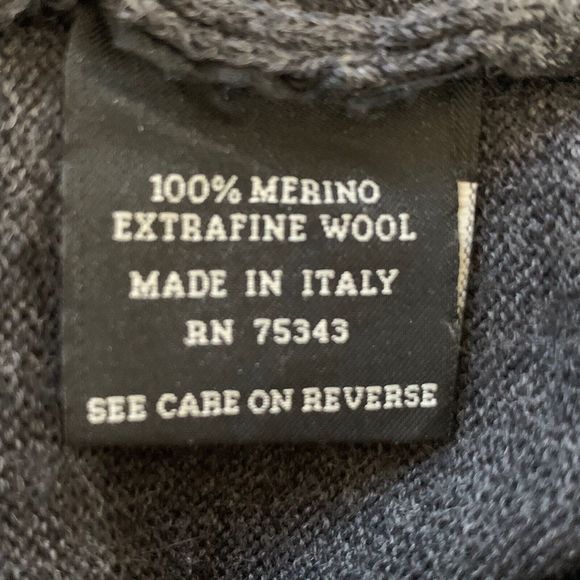 100% MERINO
EXTRAFINE WOOL
MADE IN ITALY
RN 75343
SEE CARE ON REVERSE